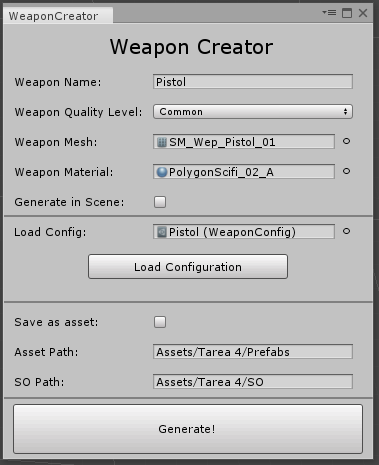 WeaponCreator
Weapon Creator
Weapon Name: Pistol
Weapon Quality Level: Common
Weapon Mesh: SM_Wep_Pistol_01
Weapon Material: PolygonScifi_02_A
Generate in Scene:
Load Config: Pistol (WeaponConfig)
Load Configuration
Save as asset:
Asset Path: Assets/Tarea 4/Prefabs
SO Path: Assets/Tarea 4/SO
Generate!